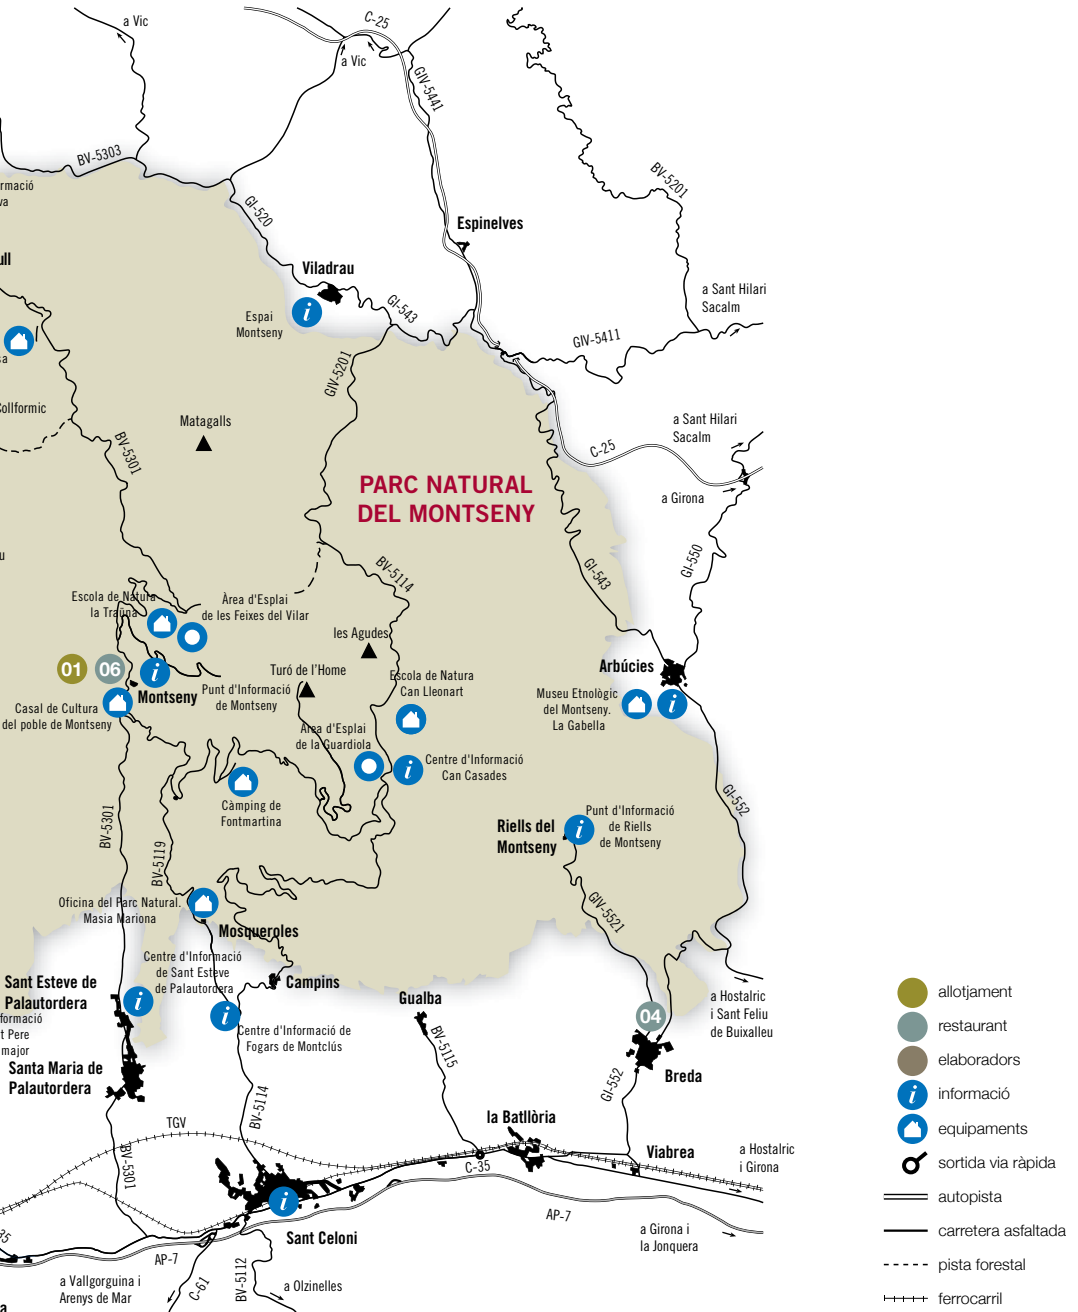 a Vic
C-25
a Vic
GIV-5441
BV-5303
BV-5201
GI-520
Espinelves
Viladrau
a Sant Hilari
Sacalm
GI-543
Espai
Montseny
GIV-5411
GIV-5201
Collformic
Matagalls
a Sant Hilari
Sacalm
BV-5301
C-25
PARC NATURAL
DEL MONTSENY
a Girona
GI-550
BV-5114
GI-543
Escola de Natura
la Traüna
Àrea d'Esplai
de les Feixes del Vilar
les Agudes
01
06
Montseny
Punt d'Informació
de Montseny
Turó de l'Home
Escola de Natura
Can Lleonart
Arbúcies
Museu Etnològic
del Montseny.
La Gabella
Casal de Cultura
del poble de Montseny
Àrea d'Esplai
de la Guardiola
Centre d'Informació
Can Casades
Càmping de
Fontmartina
GI-552
BV-5301
BV-5119
Riells del
Montseny
Punt d'Informació
de Riells
de Montseny
Oficina del Parc Natural.
Masia Mariona
GIV-5521
Mosqueroles
Centre d'Informació
de Sant Esteve
de Palautordera
Sant Esteve de
Palautordera
Campins
Gualba
a Hostalric
i Sant Feliu
de Buixalleu
04
formació
t Pere
major
Centre d'Informació de
Fogars de Montclús
BV-5115
Santa Maria de
Palautordera
Breda
GI-552
BV-5114
TGV
la Batllòria
BV-5301
C-35
Viabrea
a Hostalric
i Girona
Sant Celoni
AP-7
a Girona i
la Jonquera
AP-7
a Vallgorguina i
Arenys de Mar
C-61
BV-5112
a Olzinelles
allotjament
restaurant
elaboradors
informació
equipaments
sortida via ràpida
autopista
carretera asfaltada
pista forestal
ferrocarril